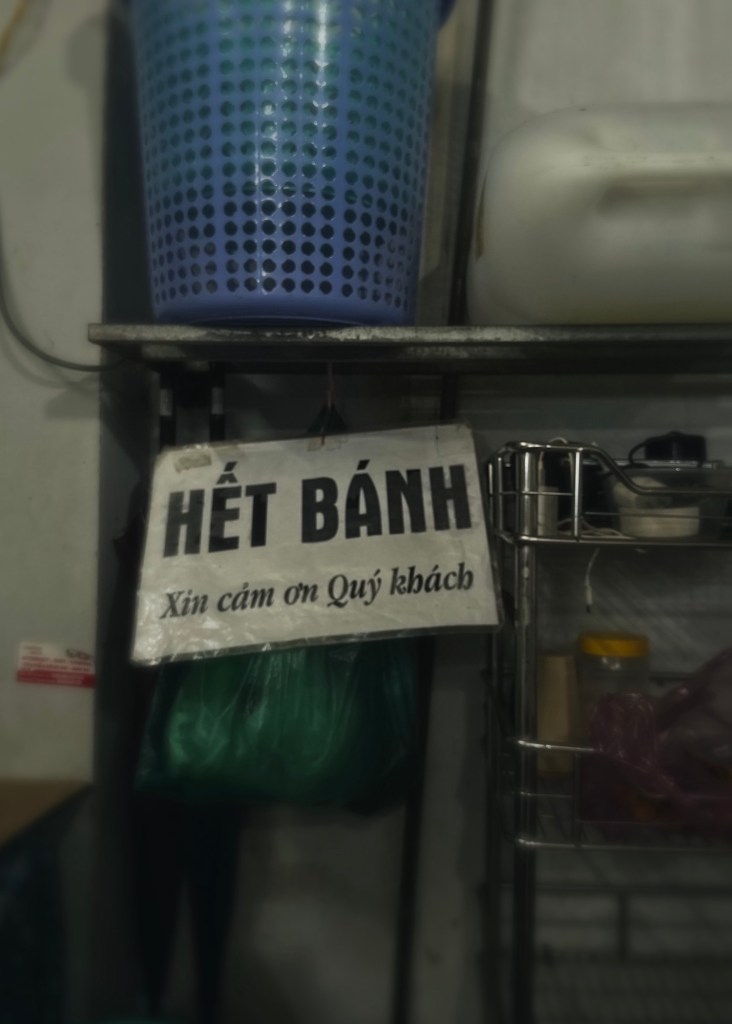 HẾT BÁNH
Xin cảm ơn Quý khách